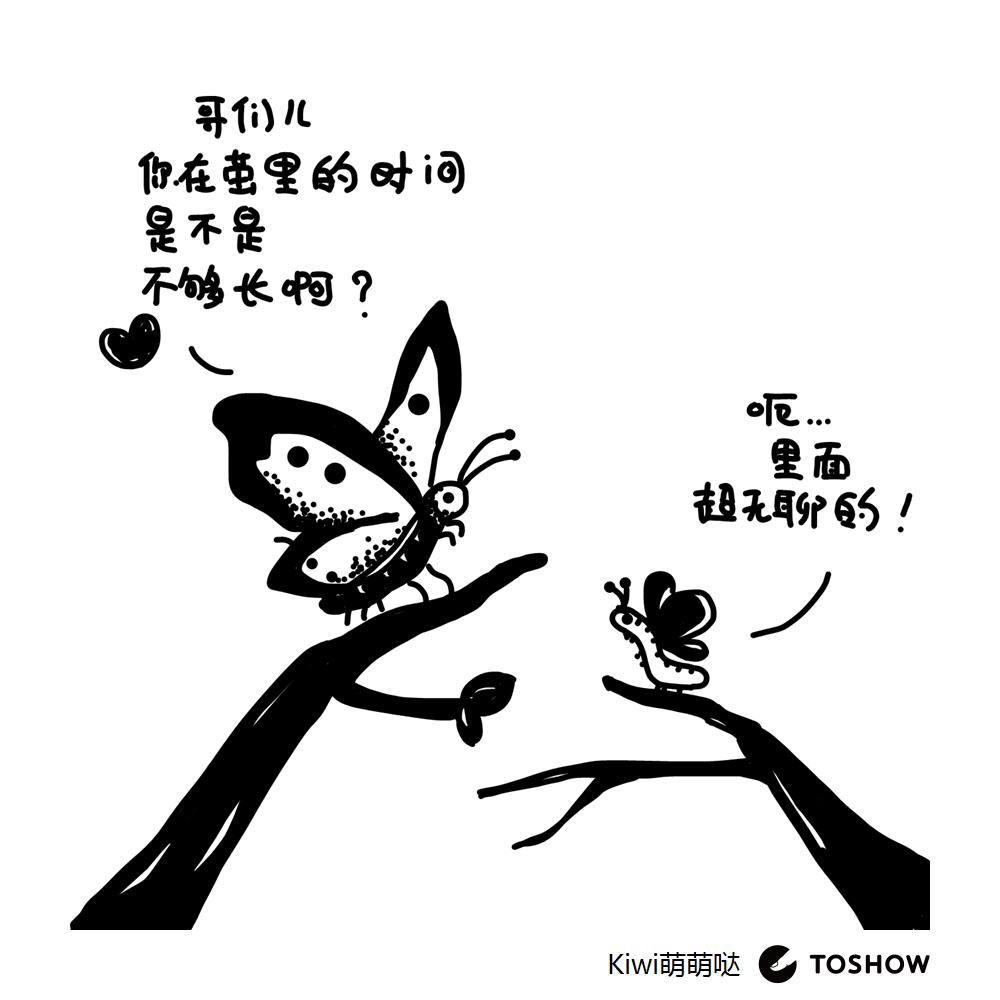 哥们儿
你在茧里的时间
是不是
不够长啊？
呃...
里面
超无聊的！
Kiwi萌萌哒 TOSHOW